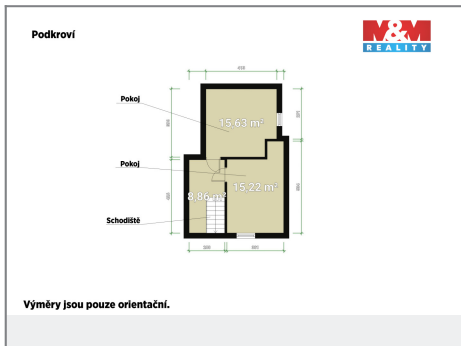 Podkroví
M&M
REALITY
Pokoj
15,63 m²
Pokoj
15,22 m²
8,86 m²
Schodiště
Výměry jsou pouze orientační.